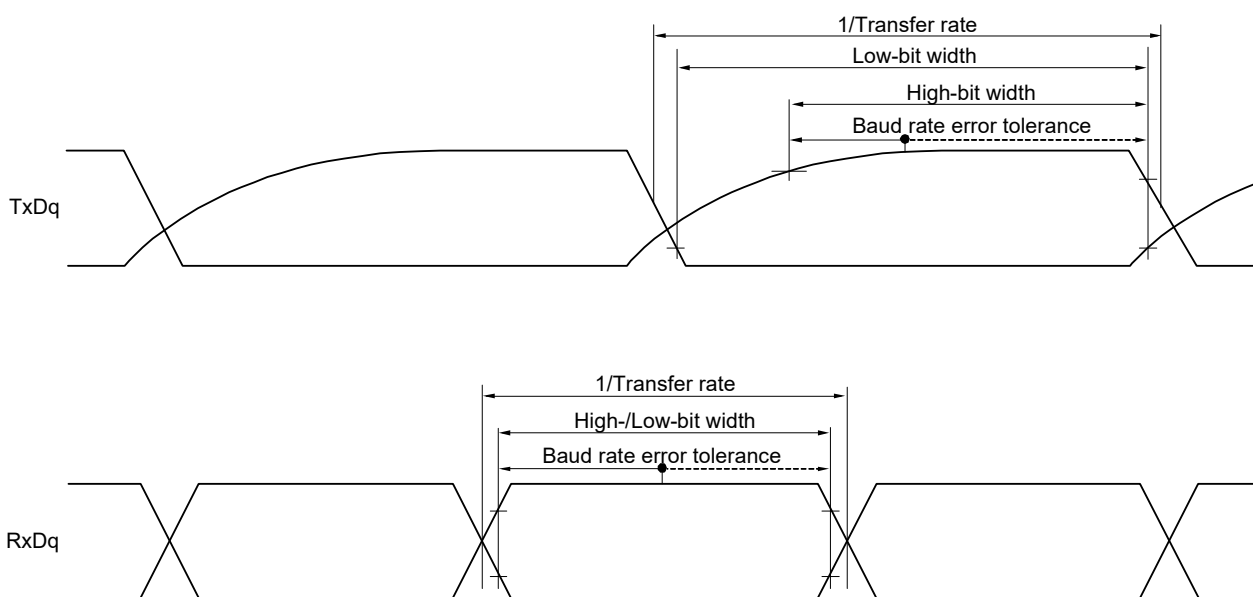 1/Transfer rate
Low-bit width
High-bit width
Baud rate error tolerance
TxDq
1/Transfer rate
High-/Low-bit width
Baud rate error tolerance
RxDq